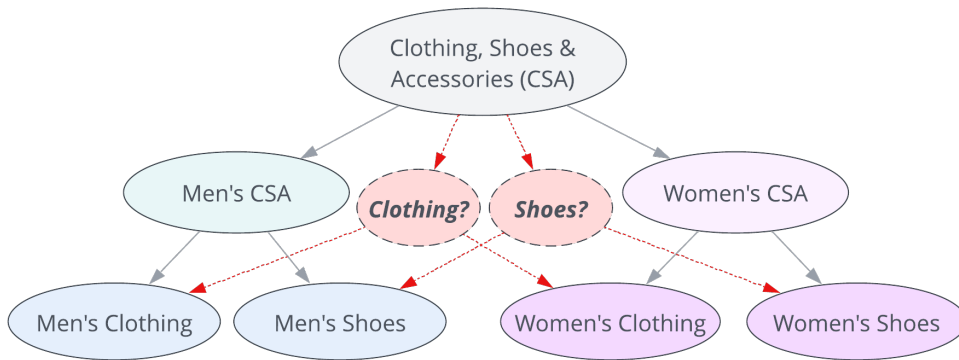 Clothing, Shoes &
Accessories (CSA)
Men's CSA
Clothing?
Shoes?
Women's CSA
Men's Clothing
Men's Shoes
Women's Clothing
Women's Shoes